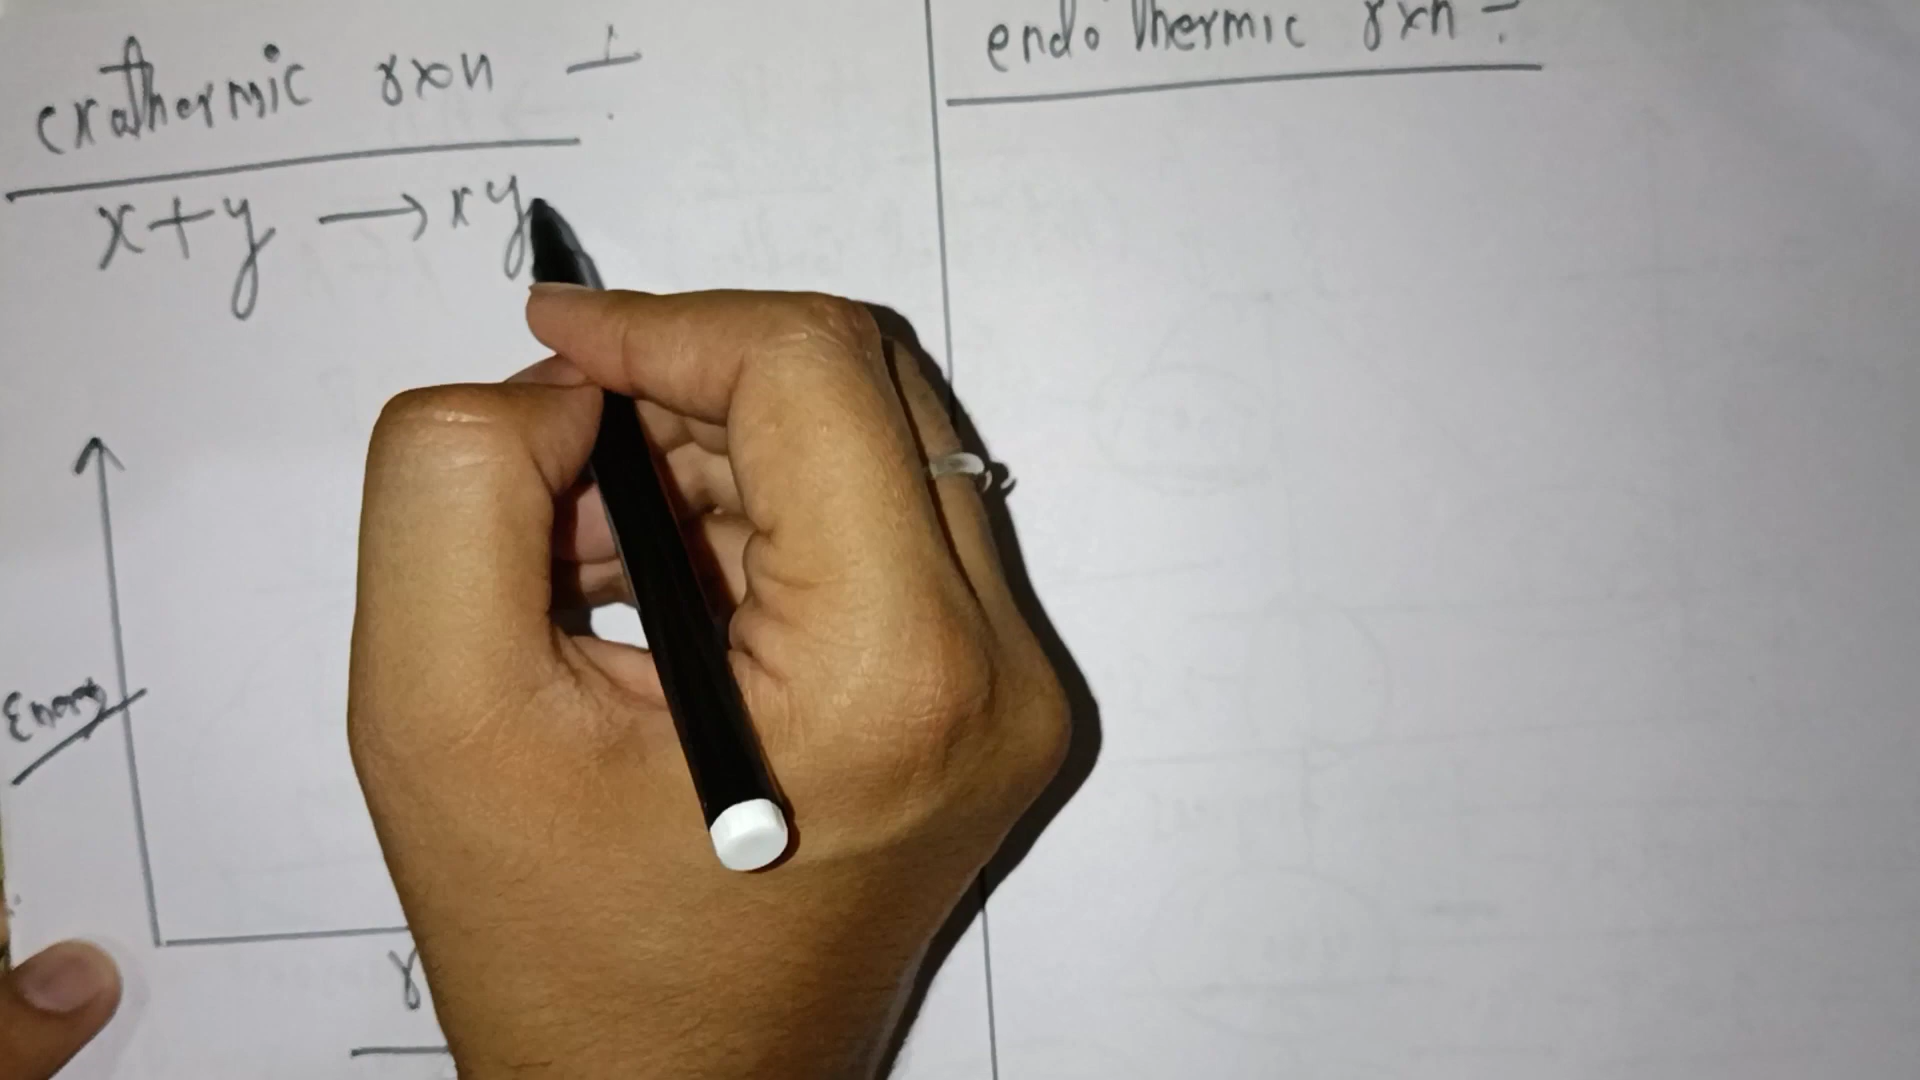 exothermic rxn :-
x+y → xy
Energy
r
endothermic rxn :-